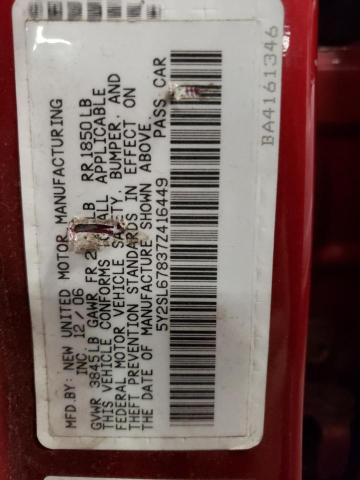 MFD.BY: NEW UNITED MOTOR MANUFACTURING
INC. 12/06
GVWR 3845LB GAWR FR 2 LB RR 1850LB
THIS VEHICLE CONFORMS ALL APPLICABLE
FEDERAL MOTOR VEHICLE SAFETY, BUMPER, AND
THEFT PREVENTION STANDARDS IN EFFECT ON
THE DATE OF MANUFACTURE SHOWN ABOVE.
5Y2SL67837Z416449 PASS CAR
BA4161346